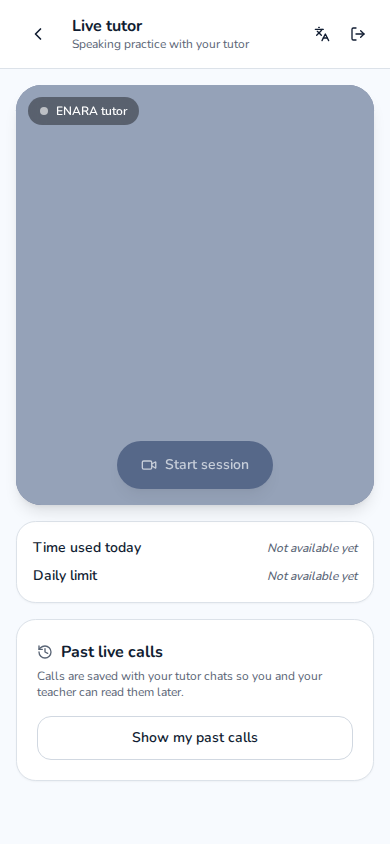 Live tutor
Speaking practice with your tutor
ENARA tutor
Start session
Time used today
Not available yet
Daily limit
Not available yet
Past live calls
Calls are saved with your tutor chats so you and your
teacher can read them later.
Show my past calls